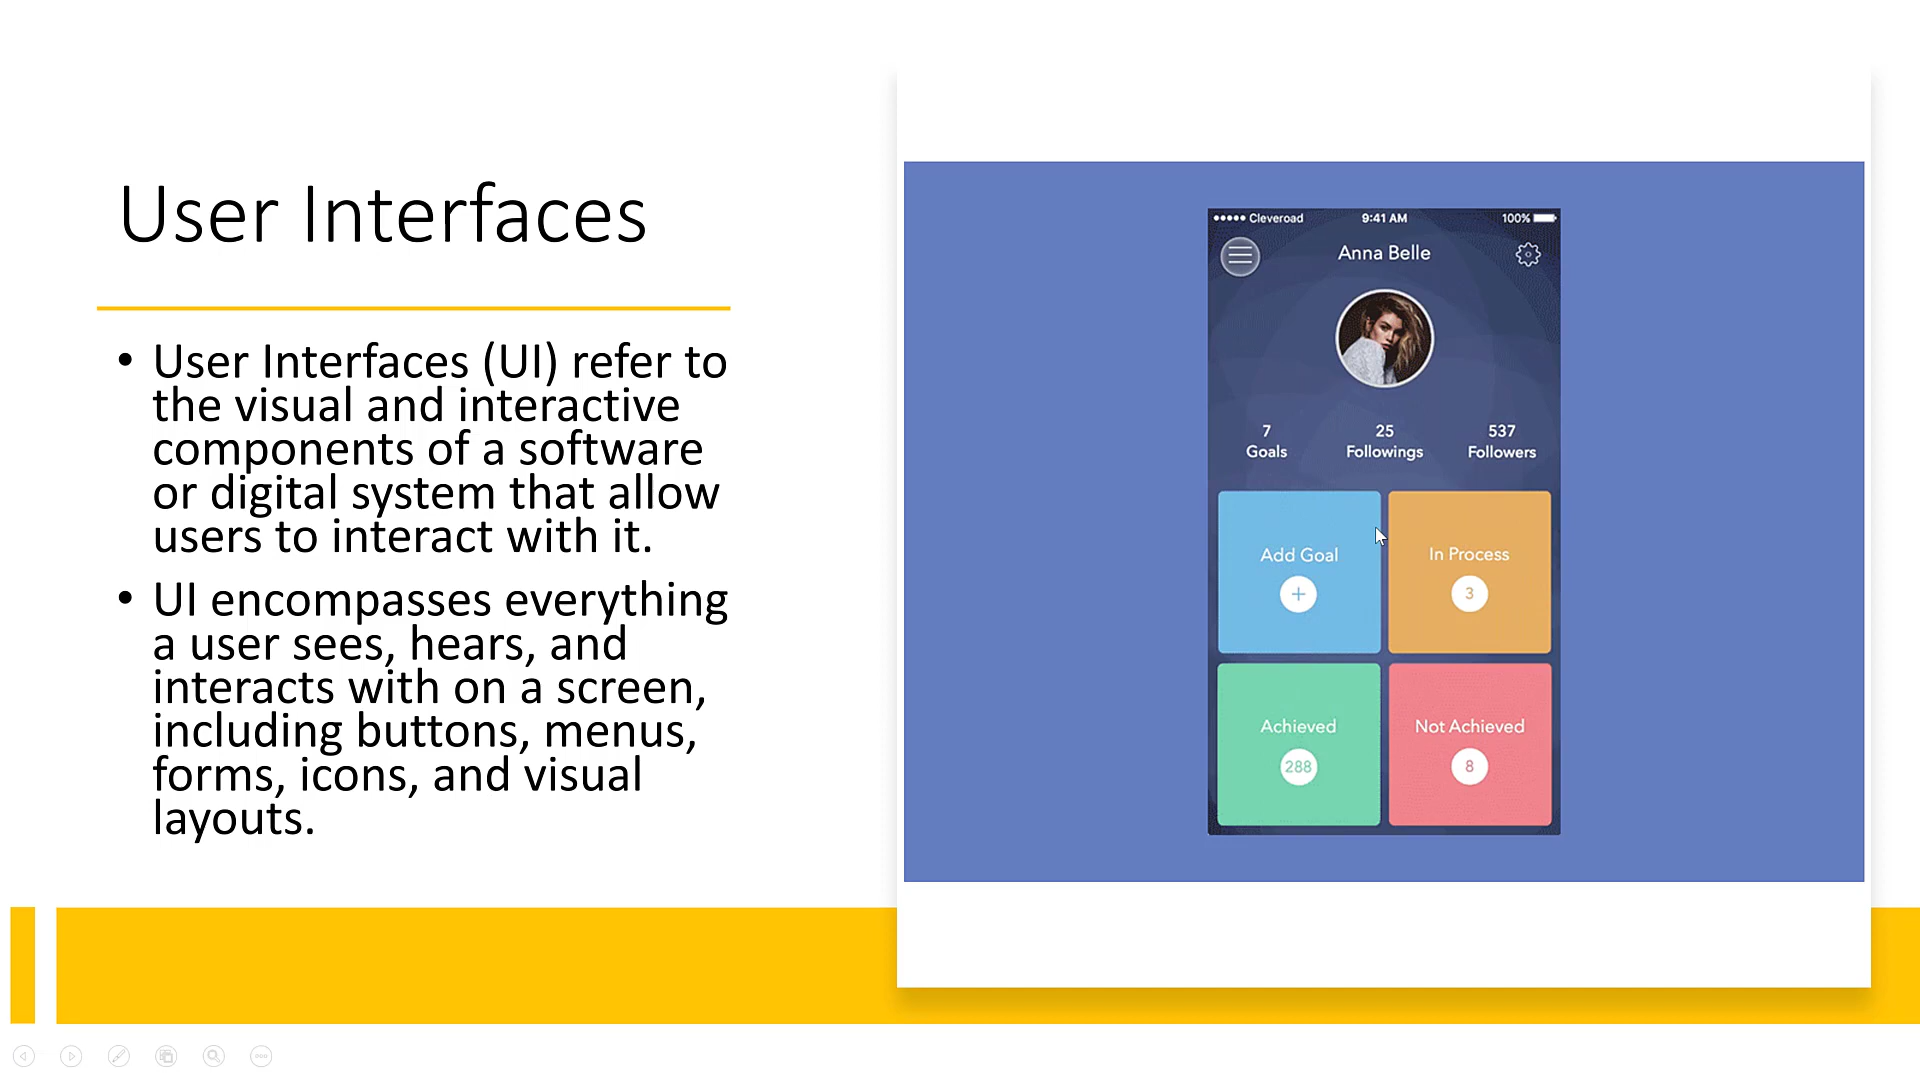 User Interfaces
• User Interfaces (UI) refer to
the visual and interactive
components of a software
or digital system that allow
users to interact with it.
• UI encompasses everything
a user sees, hears, and
interacts with on a screen,
including buttons, menus,
forms, icons, and visual
layouts.
Cleveroad 9:41 AM 100%
Anna Belle
7 25 537
Goals Followings Followers
Add Goal In Process
+ 3
Achieved Not Achieved
288 8